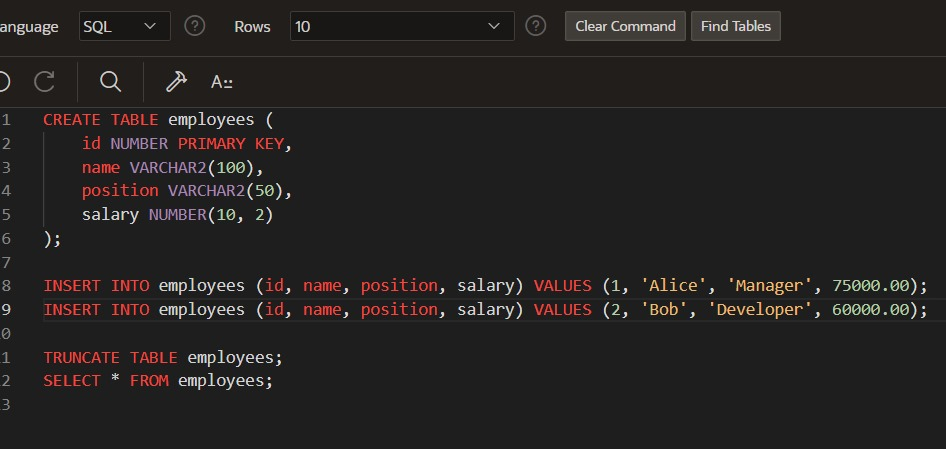 anguage SQL Rows 10 Clear Command Find Tables
A::
1 CREATE TABLE employees (
2 id NUMBER PRIMARY KEY,
3 name VARCHAR2(100),
4 position VARCHAR2(50),
5 salary NUMBER(10, 2)
6 );
7
8 INSERT INTO employees (id, name, position, salary) VALUES (1, 'Alice', 'Manager', 75000.00);
9 INSERT INTO employees (id, name, position, salary) VALUES (2, 'Bob', 'Developer', 60000.00);
0
1 TRUNCATE TABLE employees;
2 SELECT * FROM employees;
3